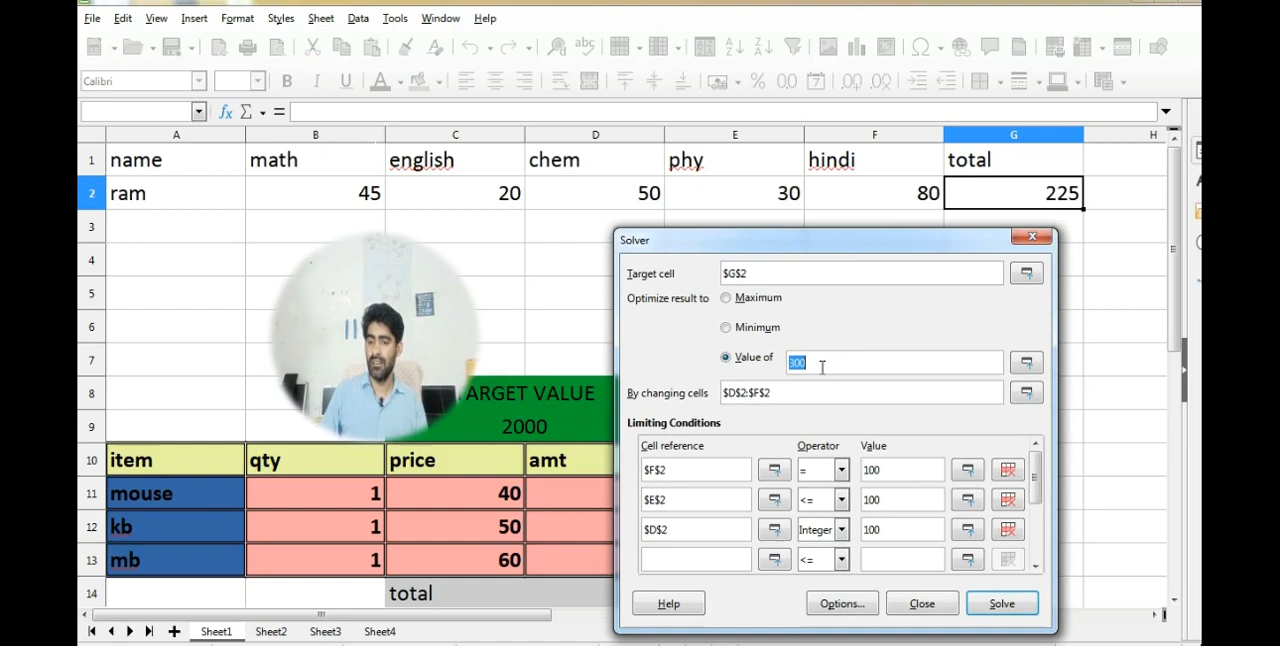 File Edit View Insert Format Styles Sheet Data Tools Window Help
Calibri
A B C D E F G H
1 name math english chem phy hindi total
2 ram 45 20 50 30 80 225
3
4
5
6
7
8 ARGET VALUE
9 2000
10 item qty price amt
11 mouse 1 40
12 kb 1 50
13 mb 1 60
14 total
Sheet1 Sheet2 Sheet3 Sheet4
Solver
Target cell $G$2
Optimize result to Maximum
Minimum
Value of 300
By changing cells $D$2:$F$2
Limiting Conditions
Cell reference Operator Value
$F$2 = 100
$E$2 <= 100
$D$2 Integer 100
<=
Help Options... Close Solve